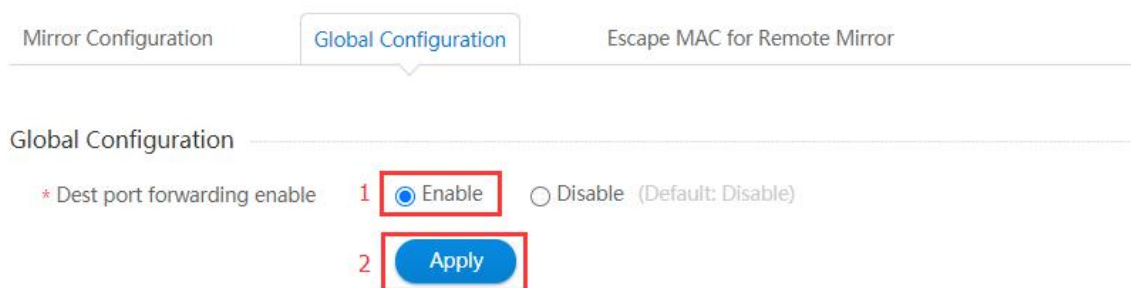 Mirror Configuration Global Configuration Escape MAC for Remote Mirror
Global Configuration
* Dest port forwarding enable 1 Enable Disable (Default: Disable)
2 Apply